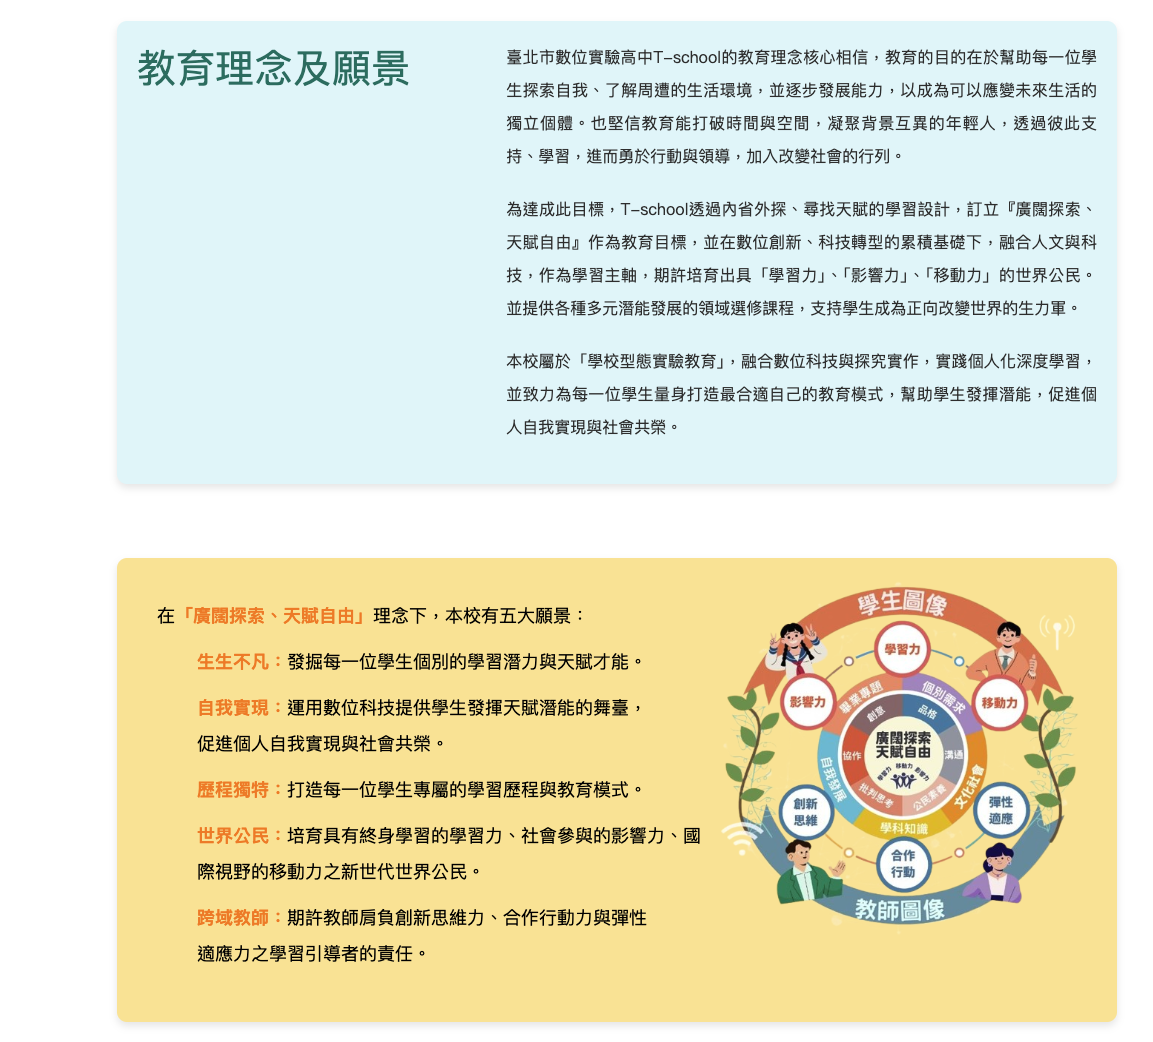 教育理念及願景
臺北市數位實驗高中T-school的教育理念核心相信，教育的目的在於幫助每一位學
生探索自我、了解周遭的生活環境，並逐步發展能力，以成為可以應變未來生活的
獨立個體。也堅信教育能打破時間與空間，凝聚背景互異的年輕人，透過彼此支
持、學習，進而勇於行動與領導，加入改變社會的行列。
為達成此目標，T-school透過內省外探、尋找天賦的學習設計，訂立『廣闊探索、
天賦自由』作為教育目標，並在數位創新、科技轉型的累積基礎下，融合人文與科
技，作為學習主軸，期許培育出具「學習力」、「影響力」、「移動力」的世界公民。
並提供各種多元潛能發展的領域選修課程，支持學生成為正向改變世界的生力軍。
本校屬於「學校型態實驗教育」，融合數位科技與探究實作，實踐個人化深度學習，
並致力為每一位學生量身打造最合適自己的教育模式，幫助學生發揮潛能，促進個
人自我實現與社會共榮。
在「廣闊探索、天賦自由」理念下，本校有五大願景：
生生不凡：發掘每一位學生個別的學習潛力與天賦才能。
自我實現：運用數位科技提供學生發揮天賦潛能的舞臺，
促進個人自我實現與社會共榮。
歷程獨特：打造每一位學生專屬的學習歷程與教育模式。
世界公民：培育具有終身學習的學習力、社會參與的影響力、國
際視野的移動力之新世代世界公民。
跨域教師：期許教師肩負創新思維力、合作行動力與彈性
適應力之學習引導者的責任。
學生圖像
學習力
影響力
移動力
畢業專題
個別需求
創意
品格
廣闊探索
天賦自由
協作
溝通
學習力
移動力
影響力
自我發展
文化社會
批判思考
公民素養
學科知識
創新
思維
彈性
適應
合作
行動
教師圖像